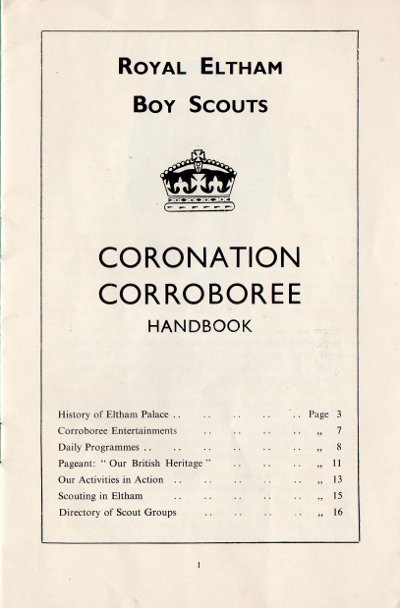 ROYAL ELTHAM
BOY SCOUTS
CORONATION
CORROBOREE
HANDBOOK
History of Eltham Palace .. .. .. .. .. Page 3
Corroboree Entertainments .. .. .. .. „ 7
Daily Programmes .. .. .. .. .. .. „ 8
Pageant: " Our British Heritage " .. .. .. „ 11
Our Activities in Action .. .. .. .. .. „ 13
Scouting in Eltham .. .. .. .. .. „ 15
Directory of Scout Groups .. .. .. .. „ 16
1